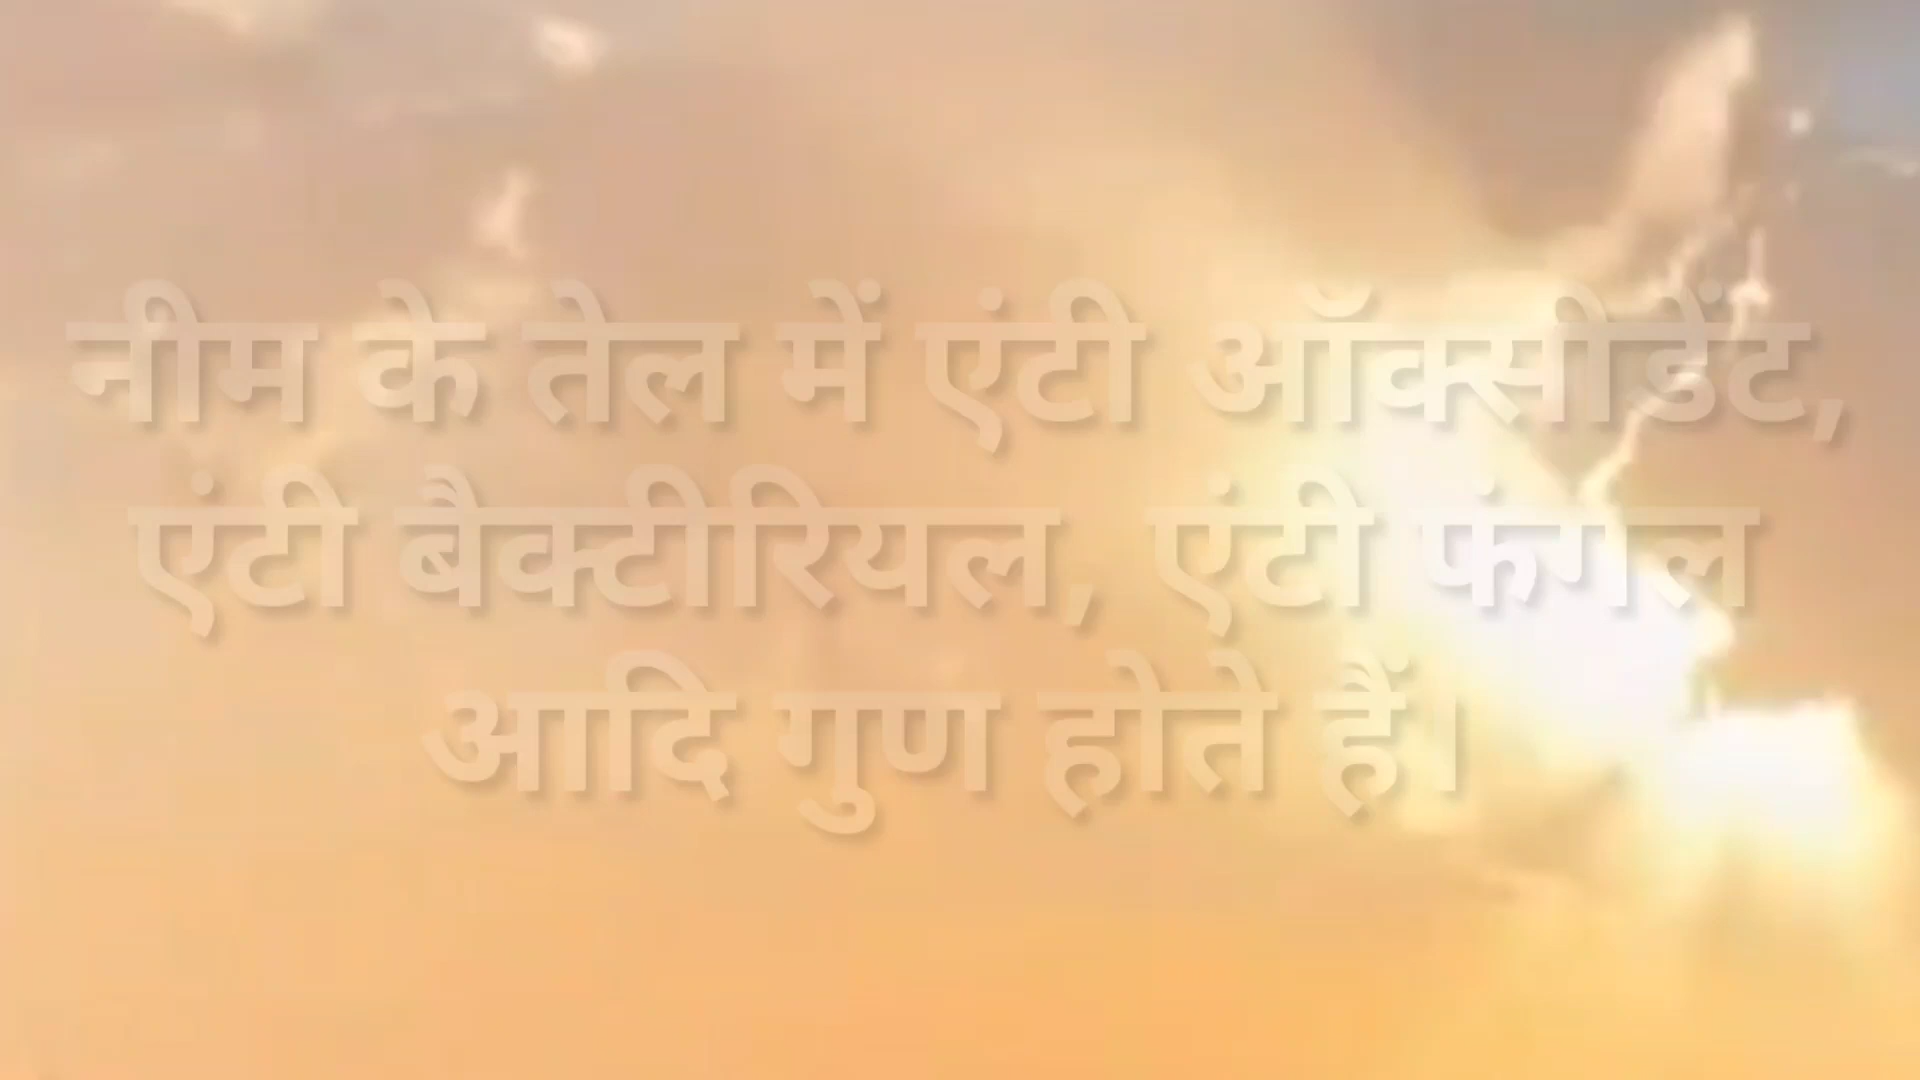 नीम के तेल में एंटी ऑक्सीडेंट,
एंटी बैक्टीरियल, एंटी फंगल
आदि गुण होते हैं।